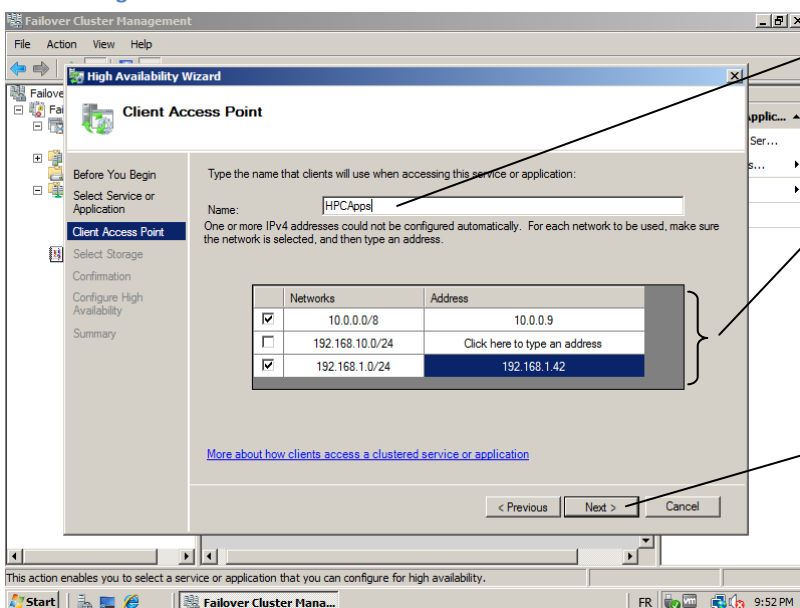 Failover Cluster Management
File Action View Help
High Availability Wizard
Failove
Fai
Client Access Point
Applic...
Ser...
s...
Before You Begin
Select Service or
Application
Client Access Point
Select Storage
Confirmation
Configure High
Availability
Summary
Type the name that clients will use when accessing this service or application:
Name: HPCApps
One or more IPv4 addresses could not be configured automatically. For each network to be used, make sure
the network is selected, and then type an address.
Networks Address
10.0.0.0/8 10.0.0.9
192.168.10.0/24 Click here to type an address
192.168.1.0/24 192.168.1.42
More about how clients access a clustered service or application
< Previous Next > Cancel
This action enables you to select a service or application that you can configure for high availability.
Start Failover Cluster Mana... FR 9:52 PM